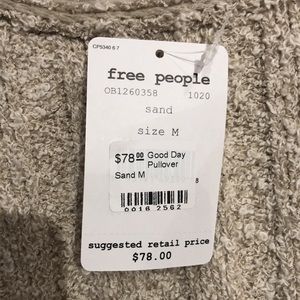 CP5340 6 7
free people
OB1260358 1020
sand
size M
$78.00 Good Day
Pullover
Sand M
8
0016 2562
suggested retail price
$78.00